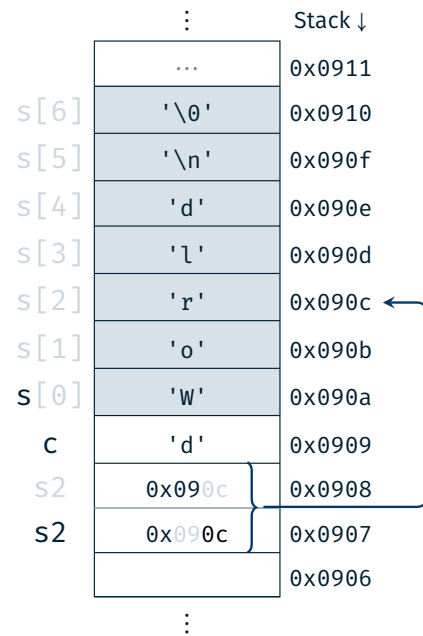 ⋮ Stack ↓
... 0x0911
s[6] '\0' 0x0910
s[5] '\n' 0x090f
s[4] 'd' 0x090e
s[3] 'l' 0x090d
s[2] 'r' 0x090c
s[1] 'o' 0x090b
s[0] 'W' 0x090a
c 'd' 0x0909
s2 0x090c 0x0908
s2 0x090c 0x0907
0x0906
⋮